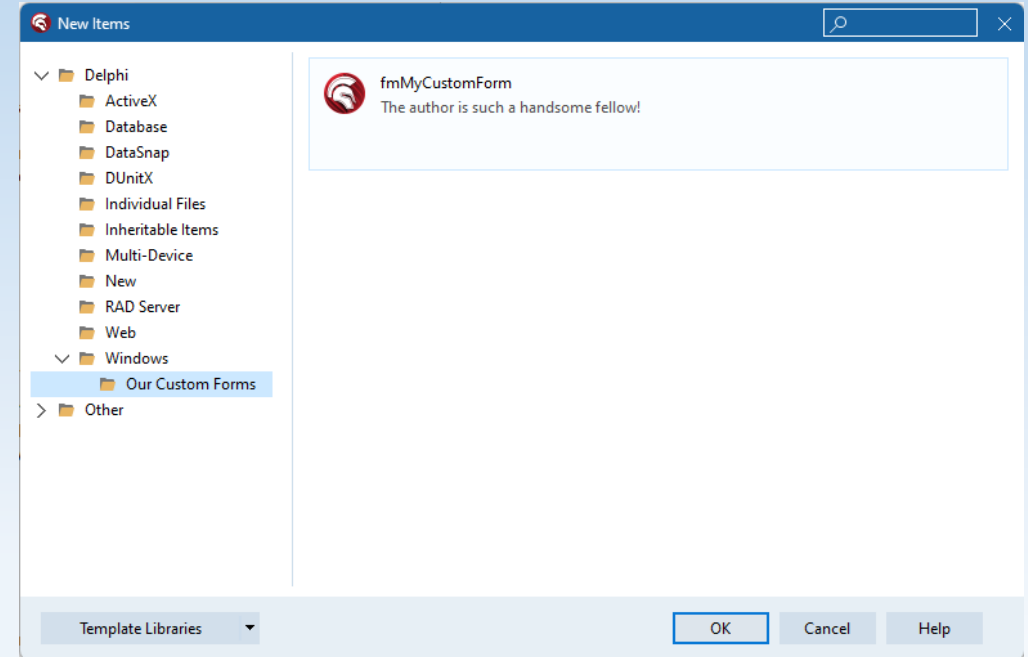 New Items
Delphi
ActiveX
Database
DataSnap
DUnitX
Individual Files
Inheritable Items
Multi-Device
New
RAD Server
Web
Windows
Our Custom Forms
Other
fmMyCustomForm
The author is such a handsome fellow!
Template Libraries
OK
Cancel
Help